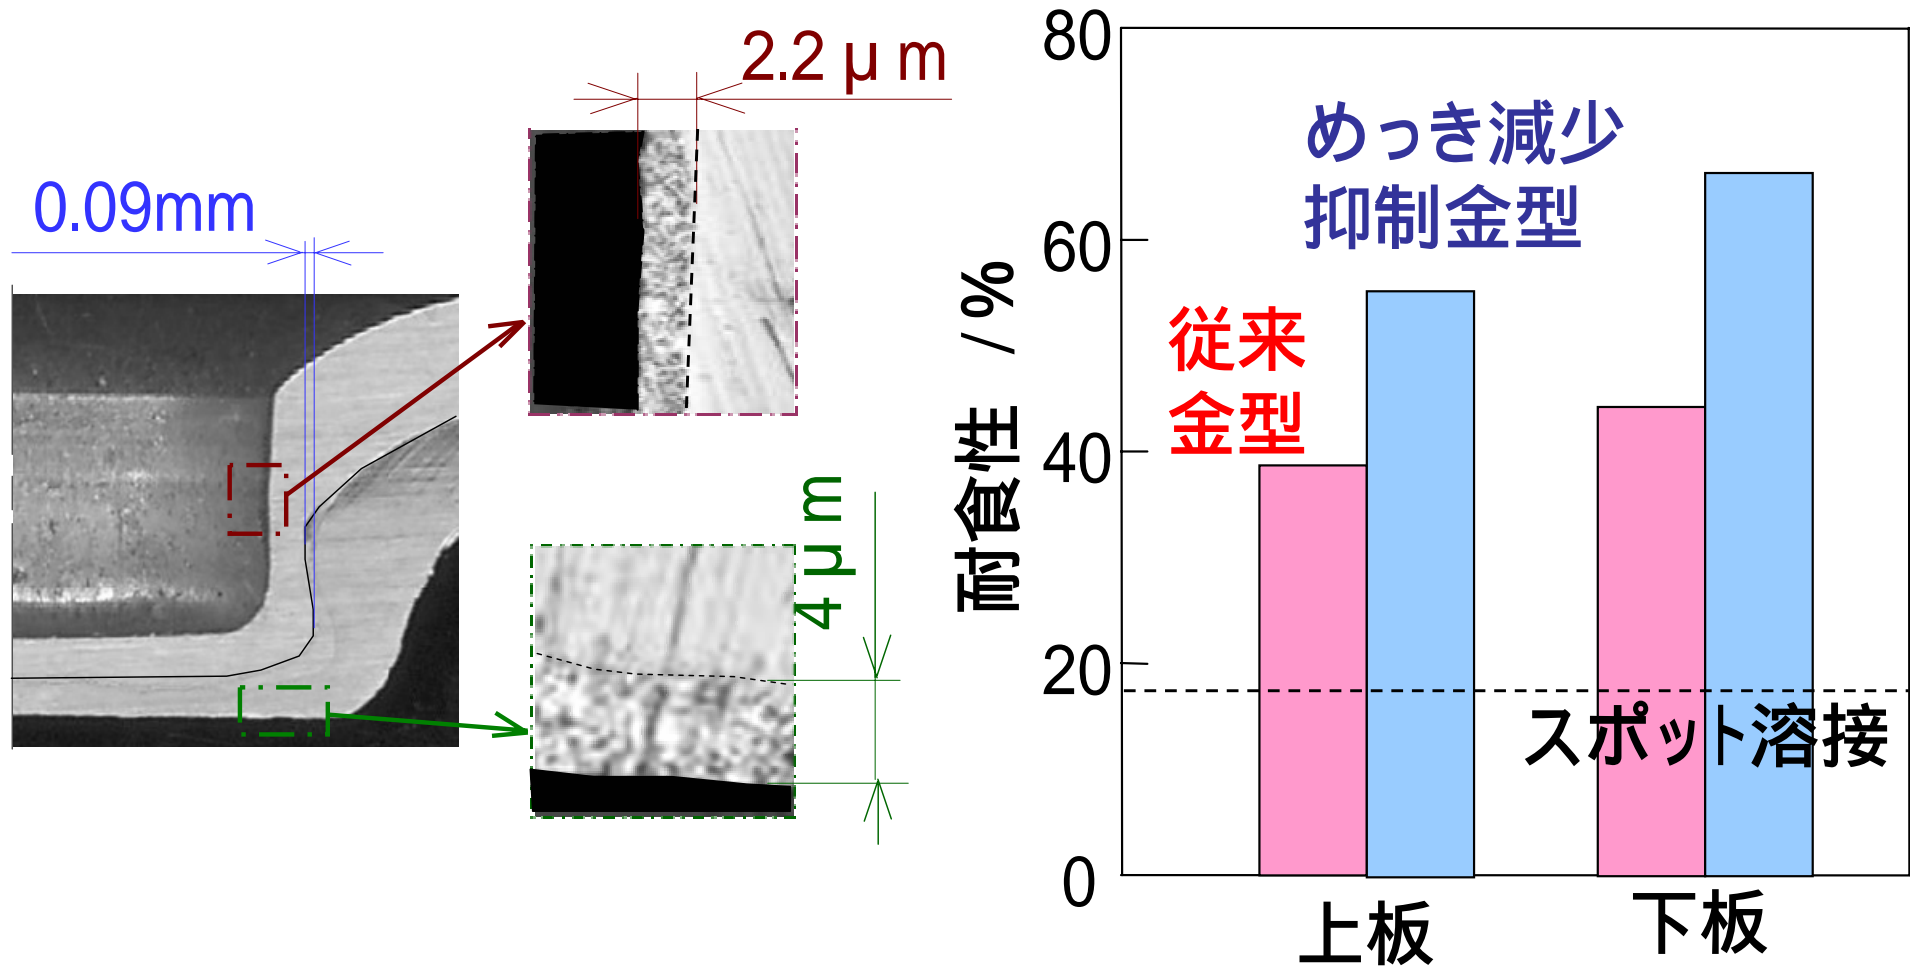 0.09mm
2.2 μ m
4 μ m
耐食性 / %
80
60
40
20
0
めっき減少
抑制金型
従来
金型
スポット溶接
上板
下板